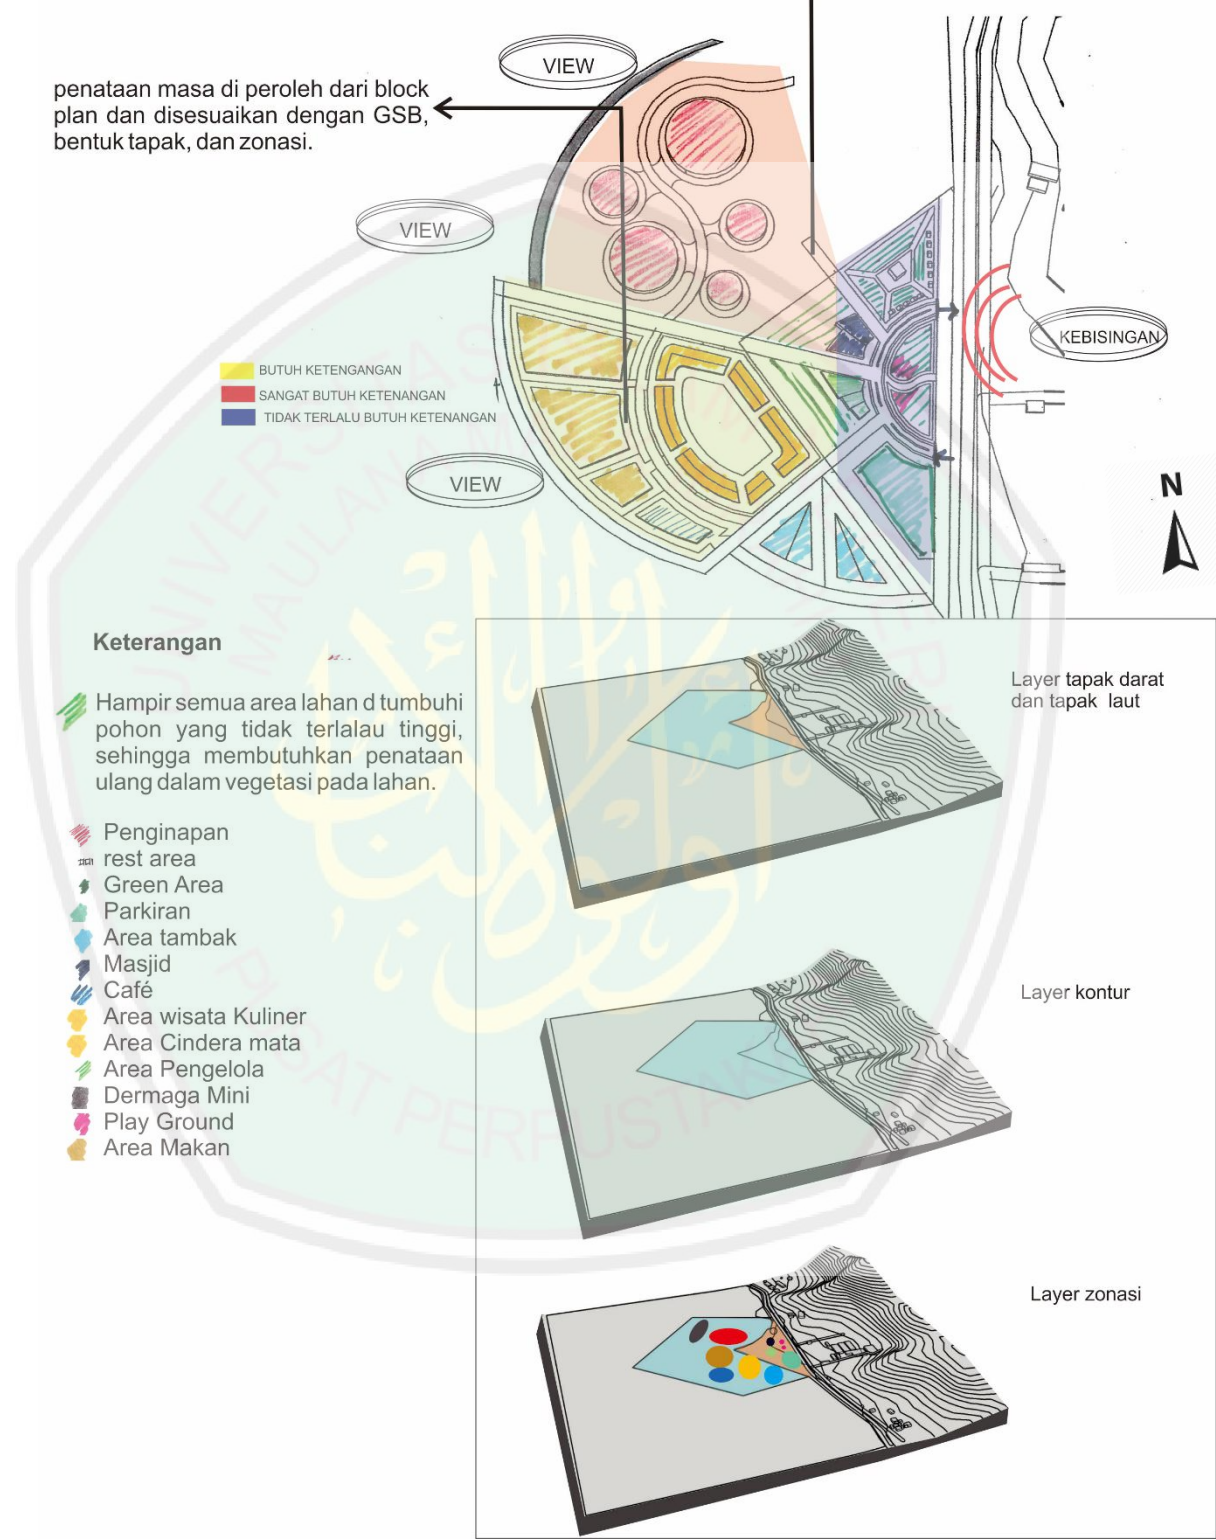 VIEW
penataan masa di peroleh dari block
plan dan disesuaikan dengan GSB,
bentuk tapak, dan zonasi.
VIEW
KEBISINGAN
BUTUH KETENGANGAN
SANGAT BUTUH KETENANGAN
TIDAK TERLALU BUTUH KETENANGAN
VIEW
N
Keterangan
Hampir semua area lahan d tumbuhi
pohon yang tidak terlalau tinggi,
sehingga membutuhkan penataan
ulang dalam vegetasi pada lahan.
Penginapan
rest area
Green Area
Parkiran
Area tambak
Masjid
Café
Area wisata Kuliner
Area Cindera mata
Area Pengelola
Dermaga Mini
Play Ground
Area Makan
Layer tapak darat
dan tapak laut
Layer kontur
Layer zonasi